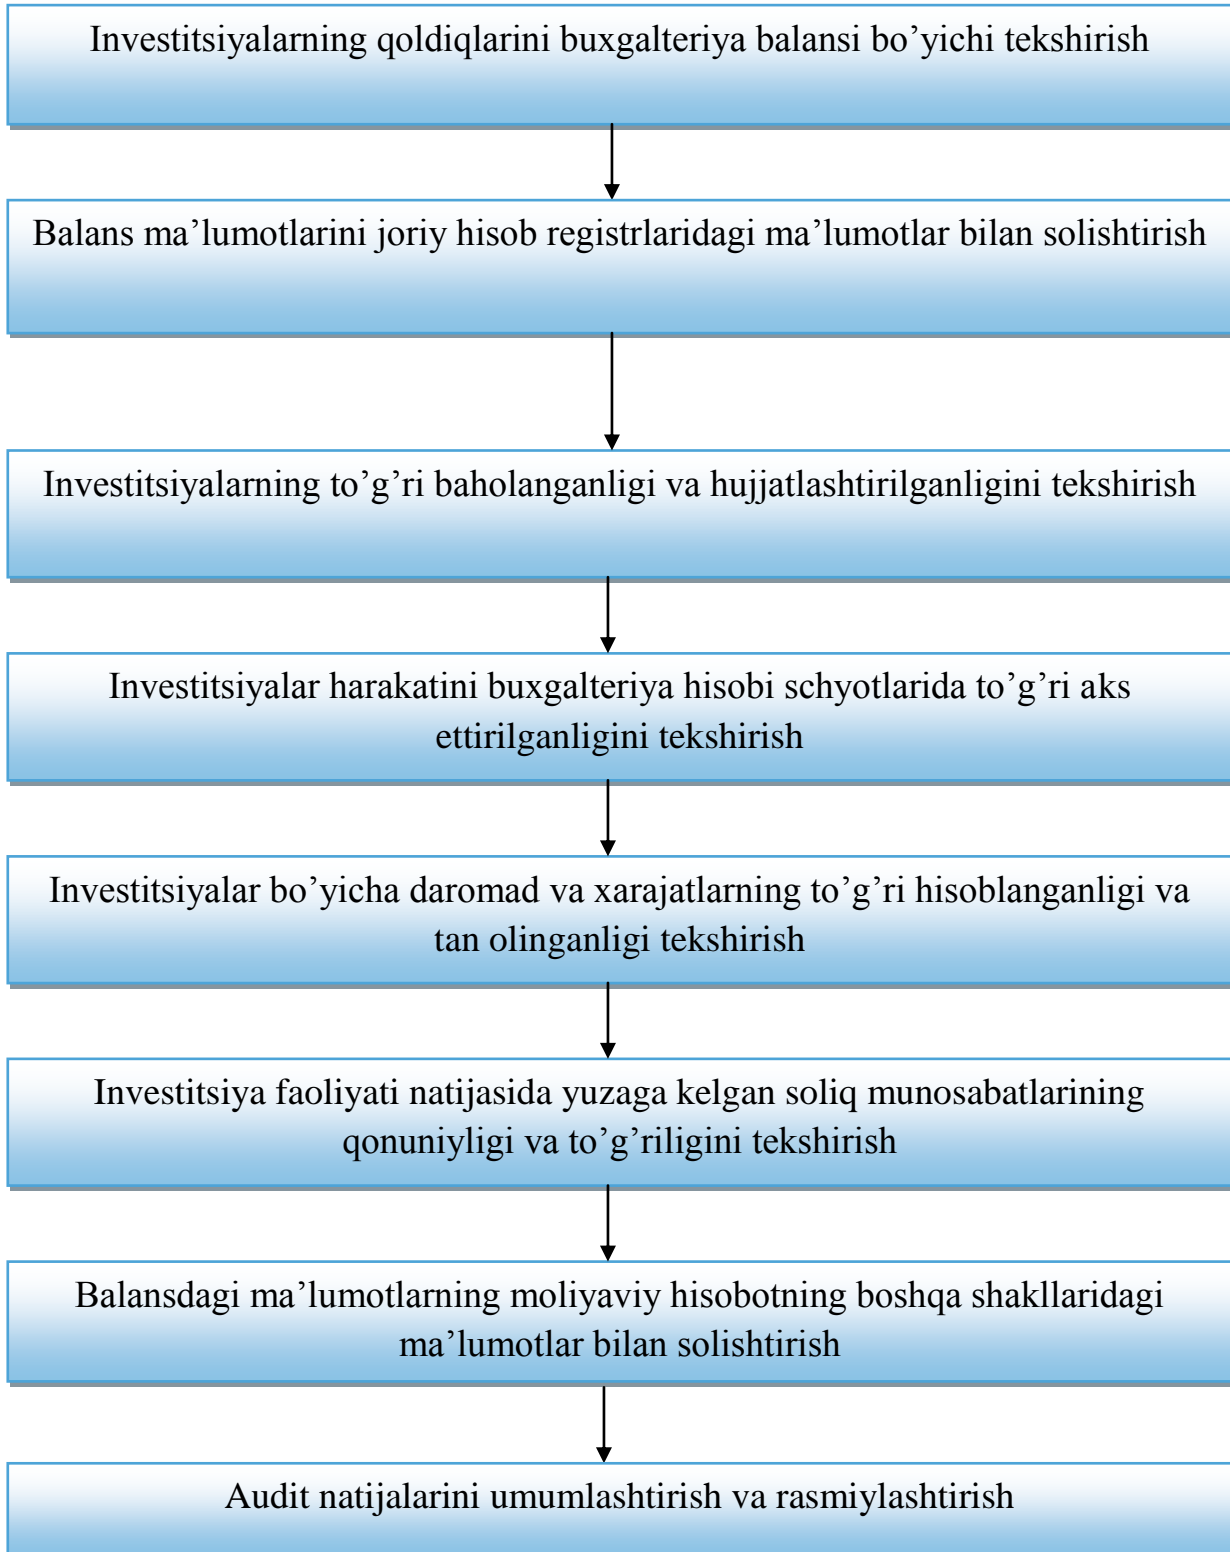 Investitsiyalarning qoldiqlarini buxgalteriya balansi bo’yichi tekshirish
Balans ma’lumotlarini joriy hisob registrlaridagi ma’lumotlar bilan solishtirish
Investitsiyalarning to’g’ri baholanganligi va hujjatlashtirilganligini tekshirish
Investitsiyalar harakatini buxgalteriya hisobi schyotlarida to’g’ri aks
ettirilganligini tekshirish
Investitsiyalar bo’yicha daromad va xarajatlarning to’g’ri hisoblanganligi va
tan olinganligi tekshirish
Investitsiya faoliyati natijasida yuzaga kelgan soliq munosabatlarining
qonuniyligi va to’g’riligini tekshirish
Balansdagi ma’lumotlarning moliyaviy hisobotning boshqa shakllaridagi
ma’lumotlar bilan solishtirish
Audit natijalarini umumlashtirish va rasmiylashtirish